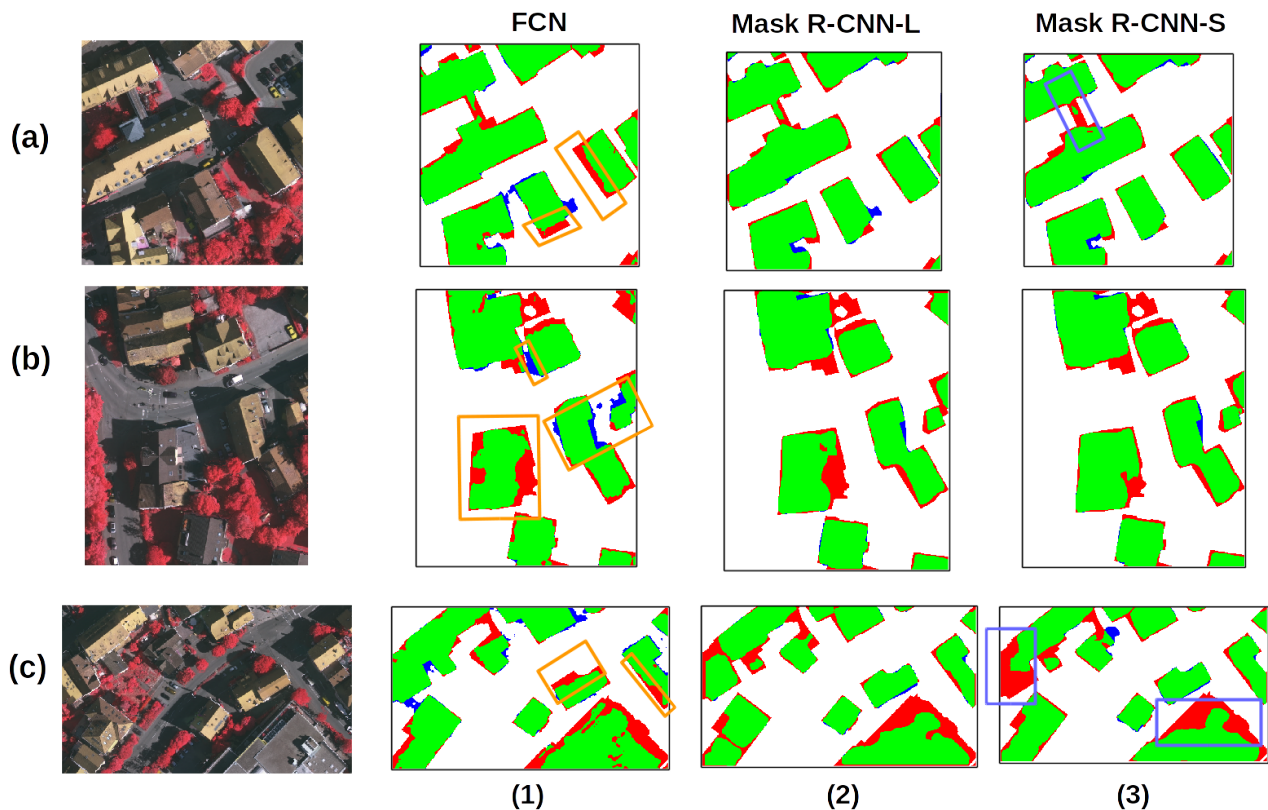 FCN
Mask R-CNN-L
Mask R-CNN-S
(a)
(b)
(c)
(1)
(2)
(3)